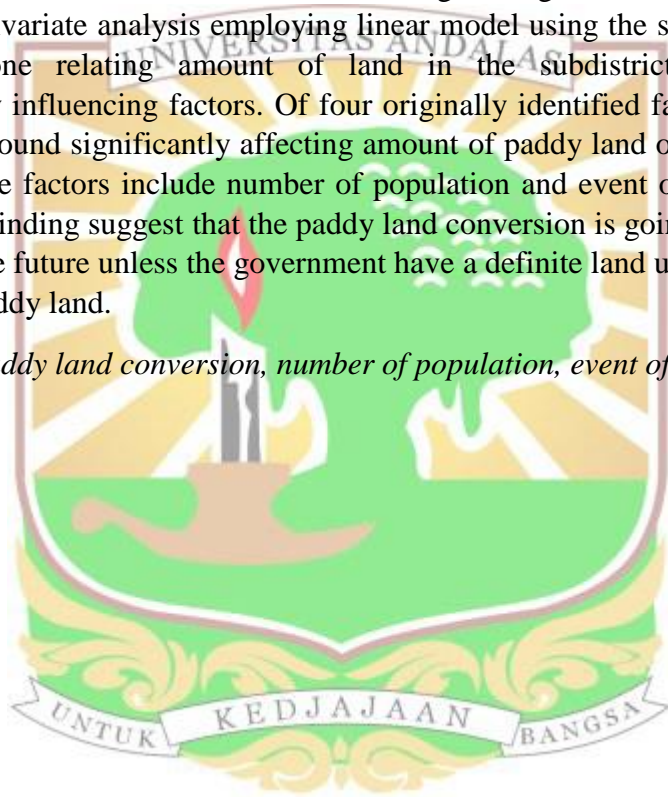 variate analysis employing linear model using the s
UNIVERSITAS ANDALAS
one relating amount of land in the subdistrict
influencing factors. Of four originally identified fa
ound significantly affecting amount of paddy land o
e factors include number of population and event o
inding suggest that the paddy land conversion is goin
e future unless the government have a definite land u
ddy land.
addy land conversion, number of population, event of
UNTUK KEDJAJAAN BANGSA